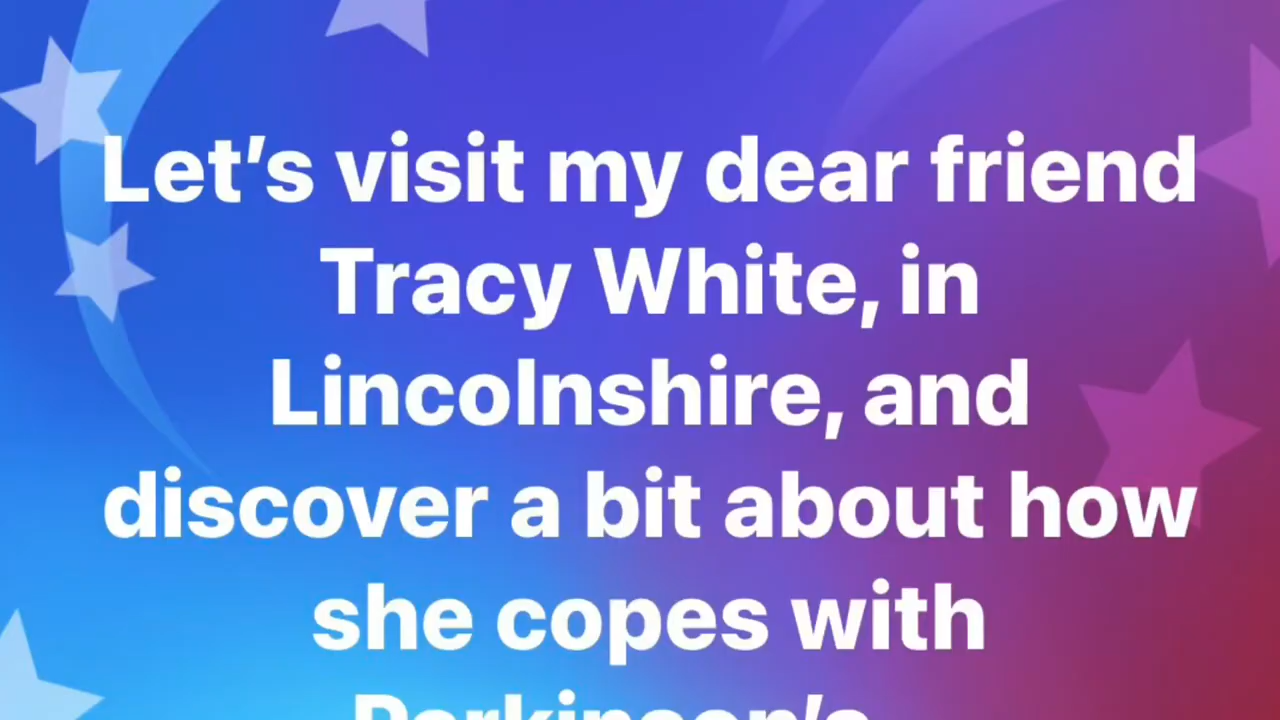 Let’s visit my dear friend
Tracy White, in
Lincolnshire, and
discover a bit about how
she copes with
Parkinson’s